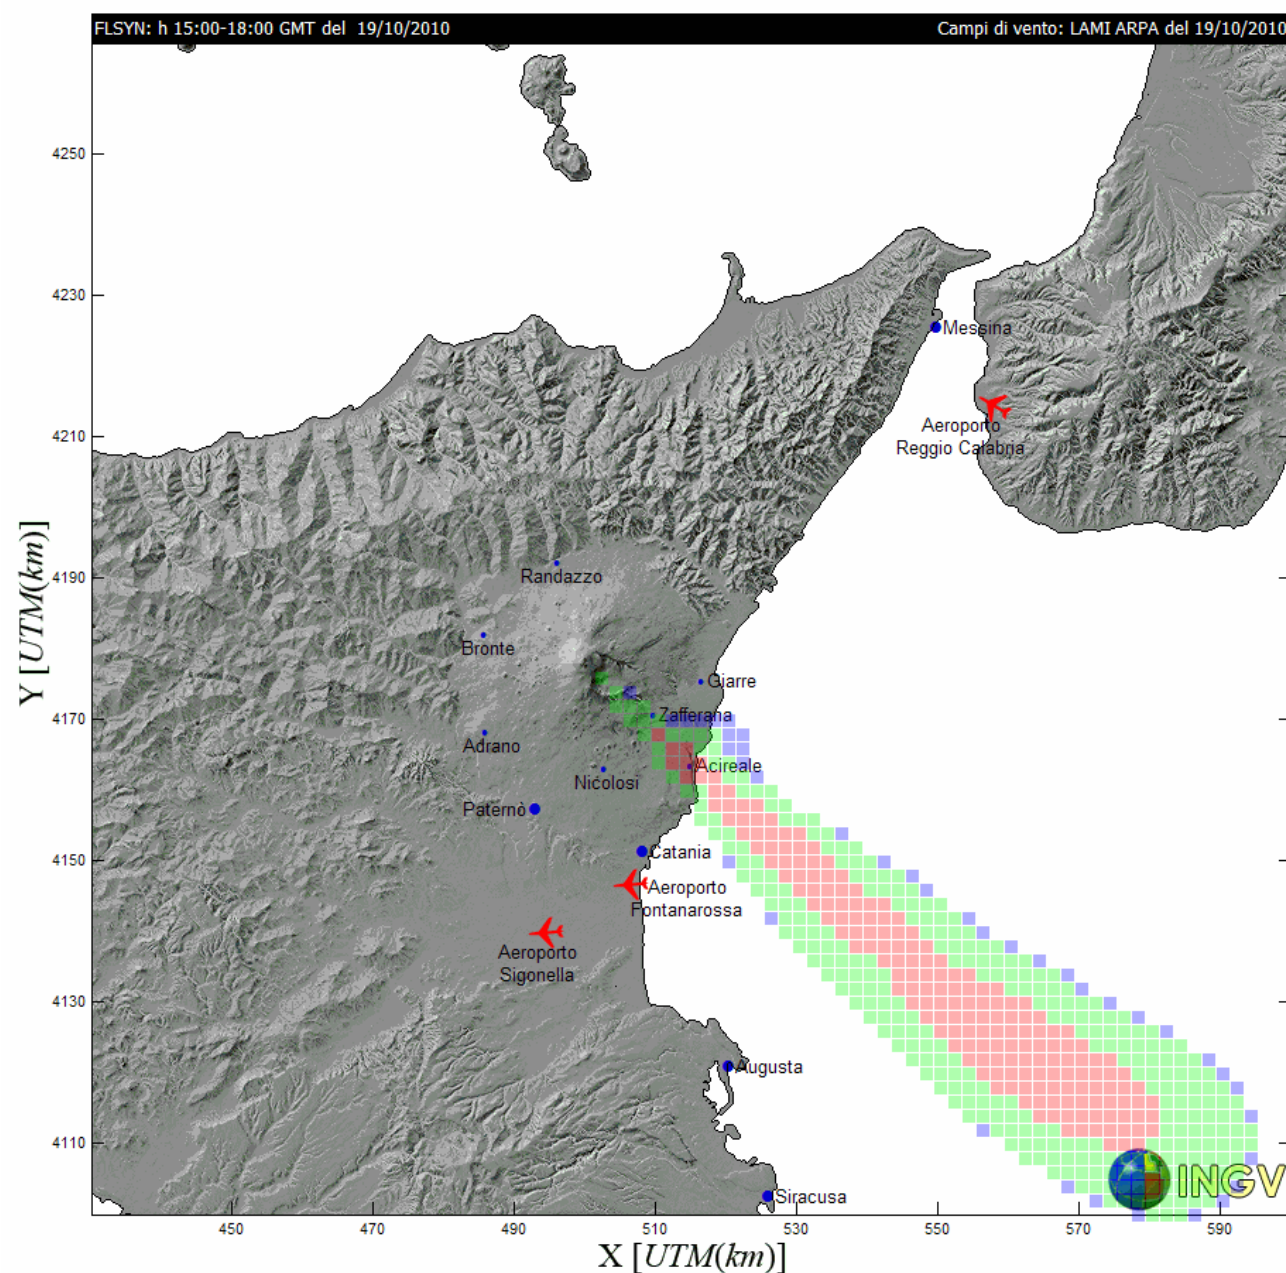 FLSYN: h 15:00-18:00 GMT del 19/10/2010
Campi di vento: LAMI ARPA del 19/10/2010
4250
4230
Messina
4210
Aeroporto
Reggio Calabria
Y [UTM(km)]
4190
Randazzo
Bronte
Giarre
4170
Zafferana
Adrano
Acireale
Nicolosi
Paternò
4150
Catania
Aeroporto
Fontanarossa
Aeroporto
Sigonella
4130
Augusta
4110
INGV
Siracusa
450 470 490 510 530 550 570 590
X [UTM(km)]